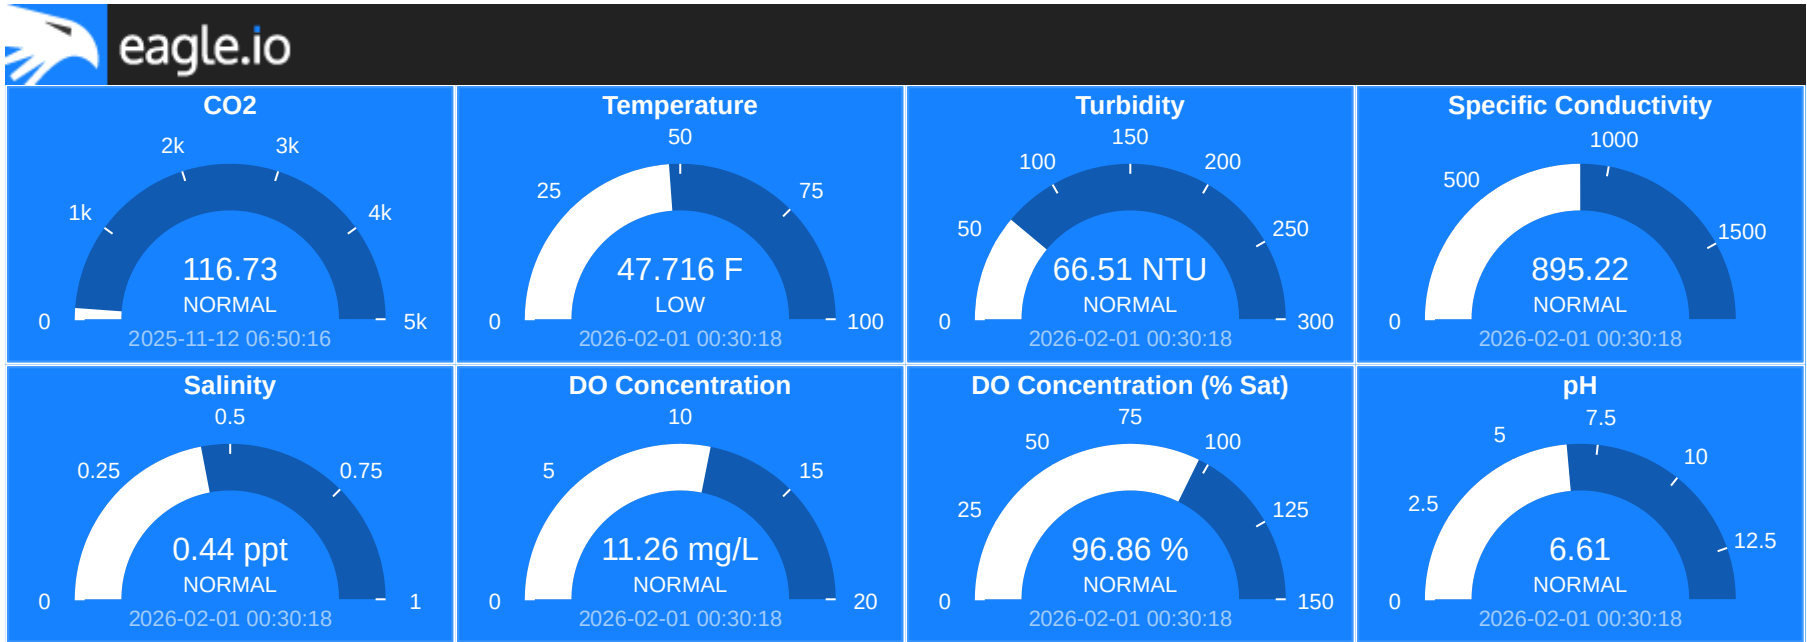 eagle.io
CO2
0
1k
2k
3k
4k
5k
116.73
NORMAL
2025-11-12 06:50:16
Temperature
0
25
50
75
100
47.716 F
LOW
2026-02-01 00:30:18
Turbidity
0
50
100
150
200
250
300
66.51 NTU
NORMAL
2026-02-01 00:30:18
Specific Conductivity
0
500
1000
1500
895.22
NORMAL
2026-02-01 00:30:18
Salinity
0
0.25
0.5
0.75
1
0.44 ppt
NORMAL
2026-02-01 00:30:18
DO Concentration
0
5
10
15
20
11.26 mg/L
NORMAL
2026-02-01 00:30:18
DO Concentration (% Sat)
0
25
50
75
100
125
150
96.86 %
NORMAL
2026-02-01 00:30:18
pH
0
2.5
5
7.5
10
12.5
6.61
NORMAL
2026-02-01 00:30:18